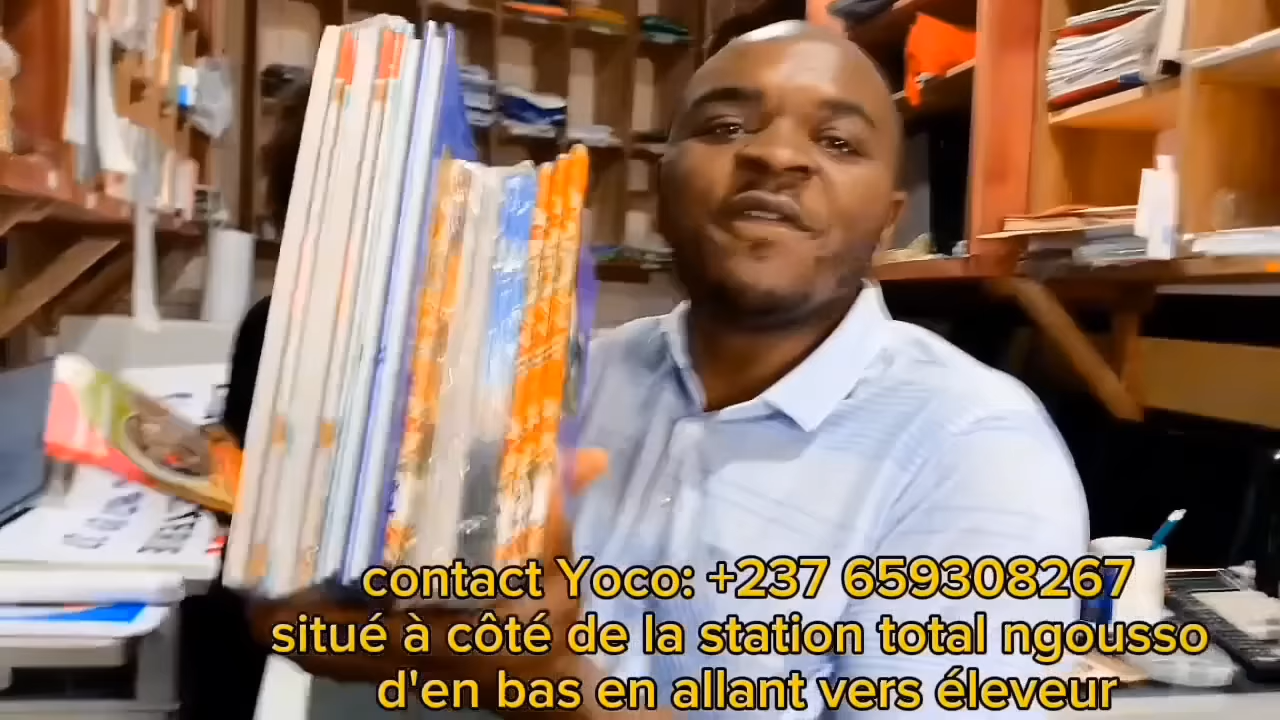 contact Yoco: +237 659308267
situé à côté de la station total ngousso
d'en bas en allant vers éleveur